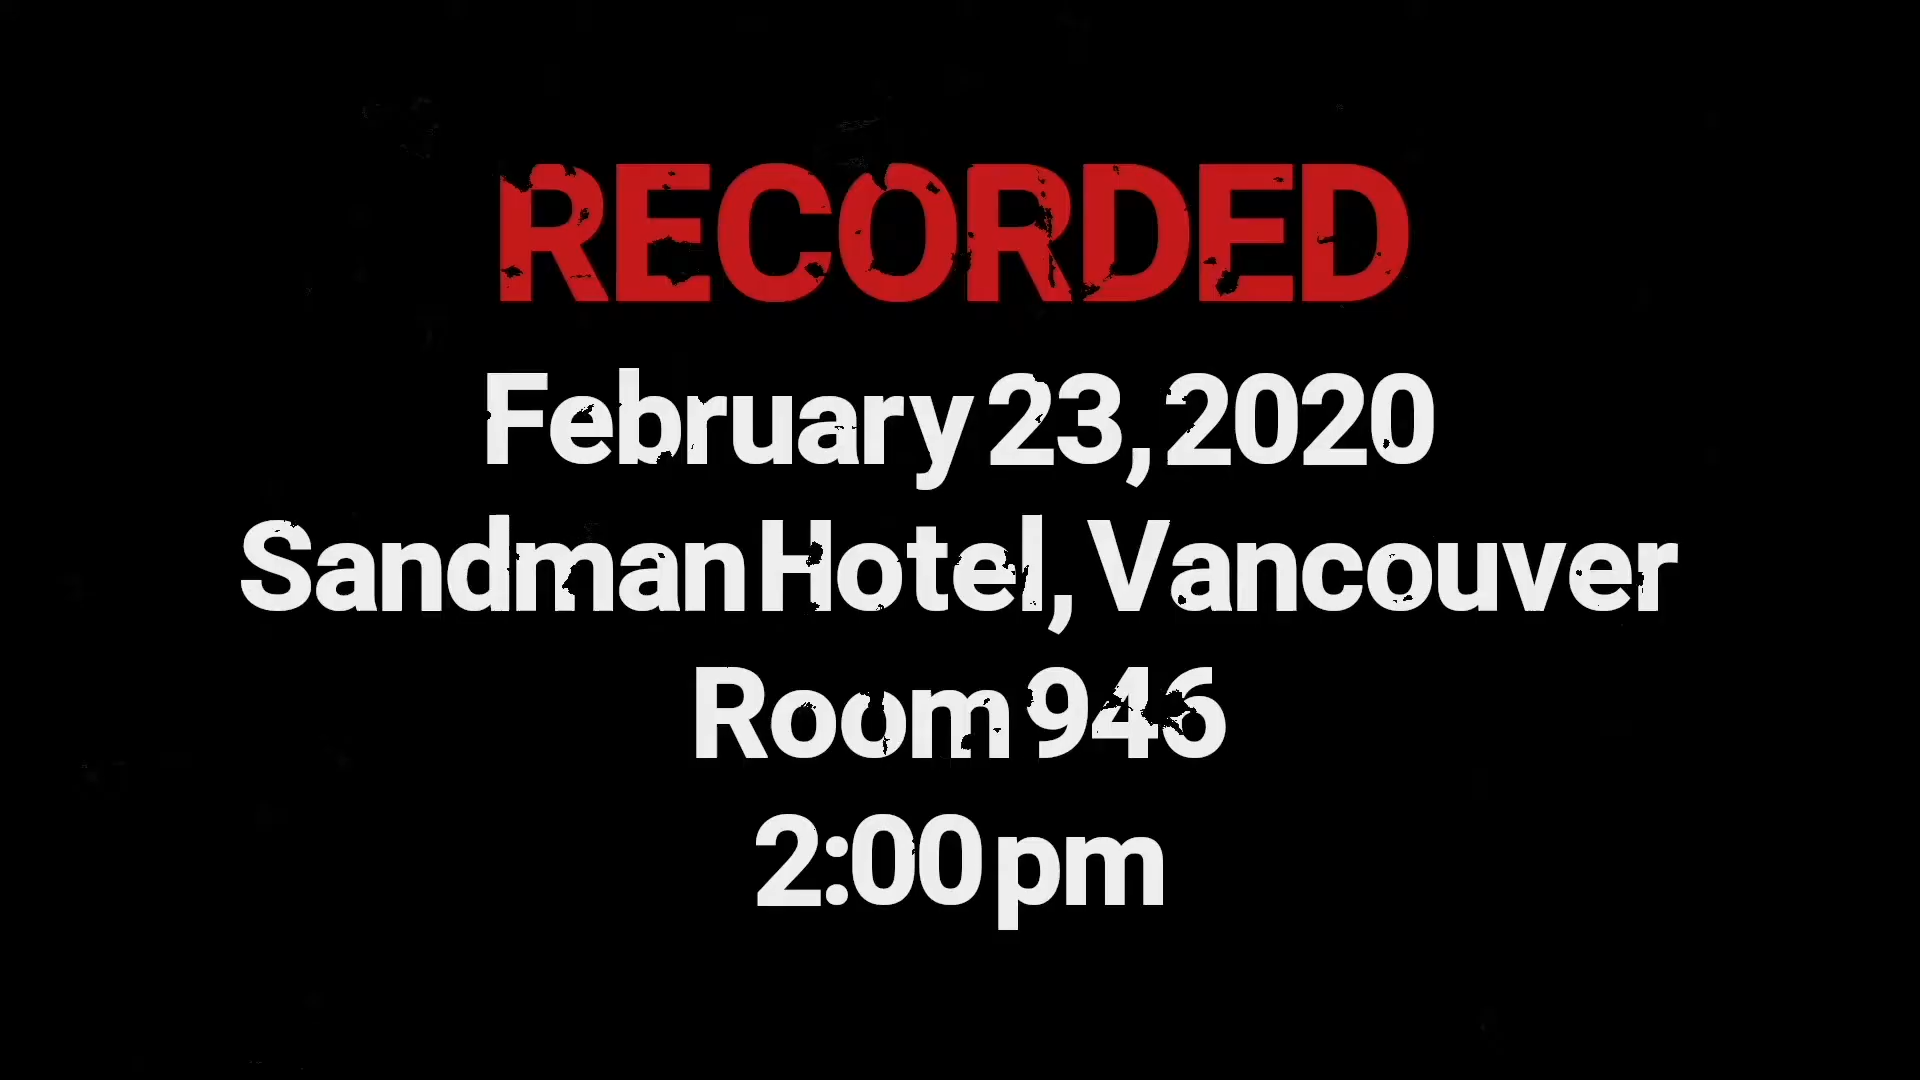 RECORDED
February 23, 2020
Sandman Hotel, Vancouver
Room 946
2:00 pm